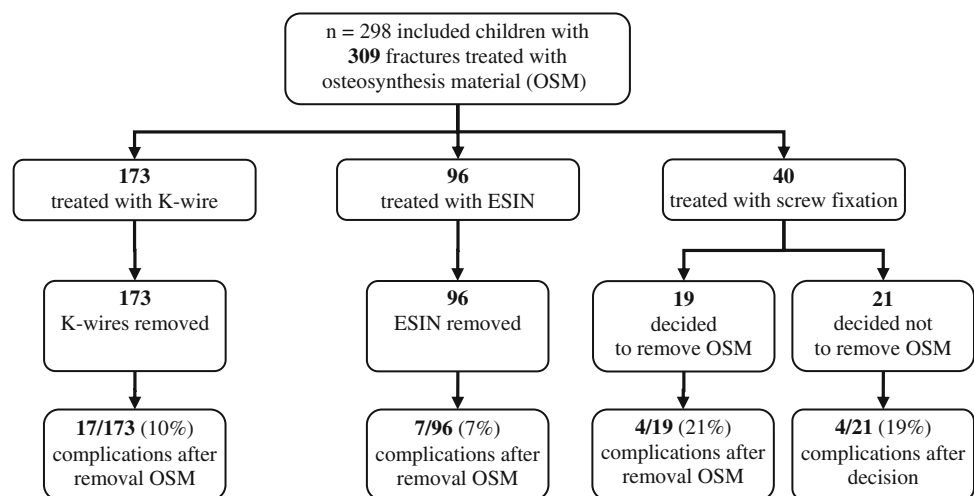 n = 298 included children with
309 fractures treated with
osteosynthesis material (OSM)
173
treated with K-wire
96
treated with ESIN
40
treated with screw fixation
173
K-wires removed
96
ESIN removed
19
decided
to remove OSM
21
decided not
to remove OSM
17/173 (10%)
complications after
removal OSM
7/96 (7%)
complications after
removal OSM
4/19 (21%)
complications after
removal OSM
4/21 (19%)
complications after
decision